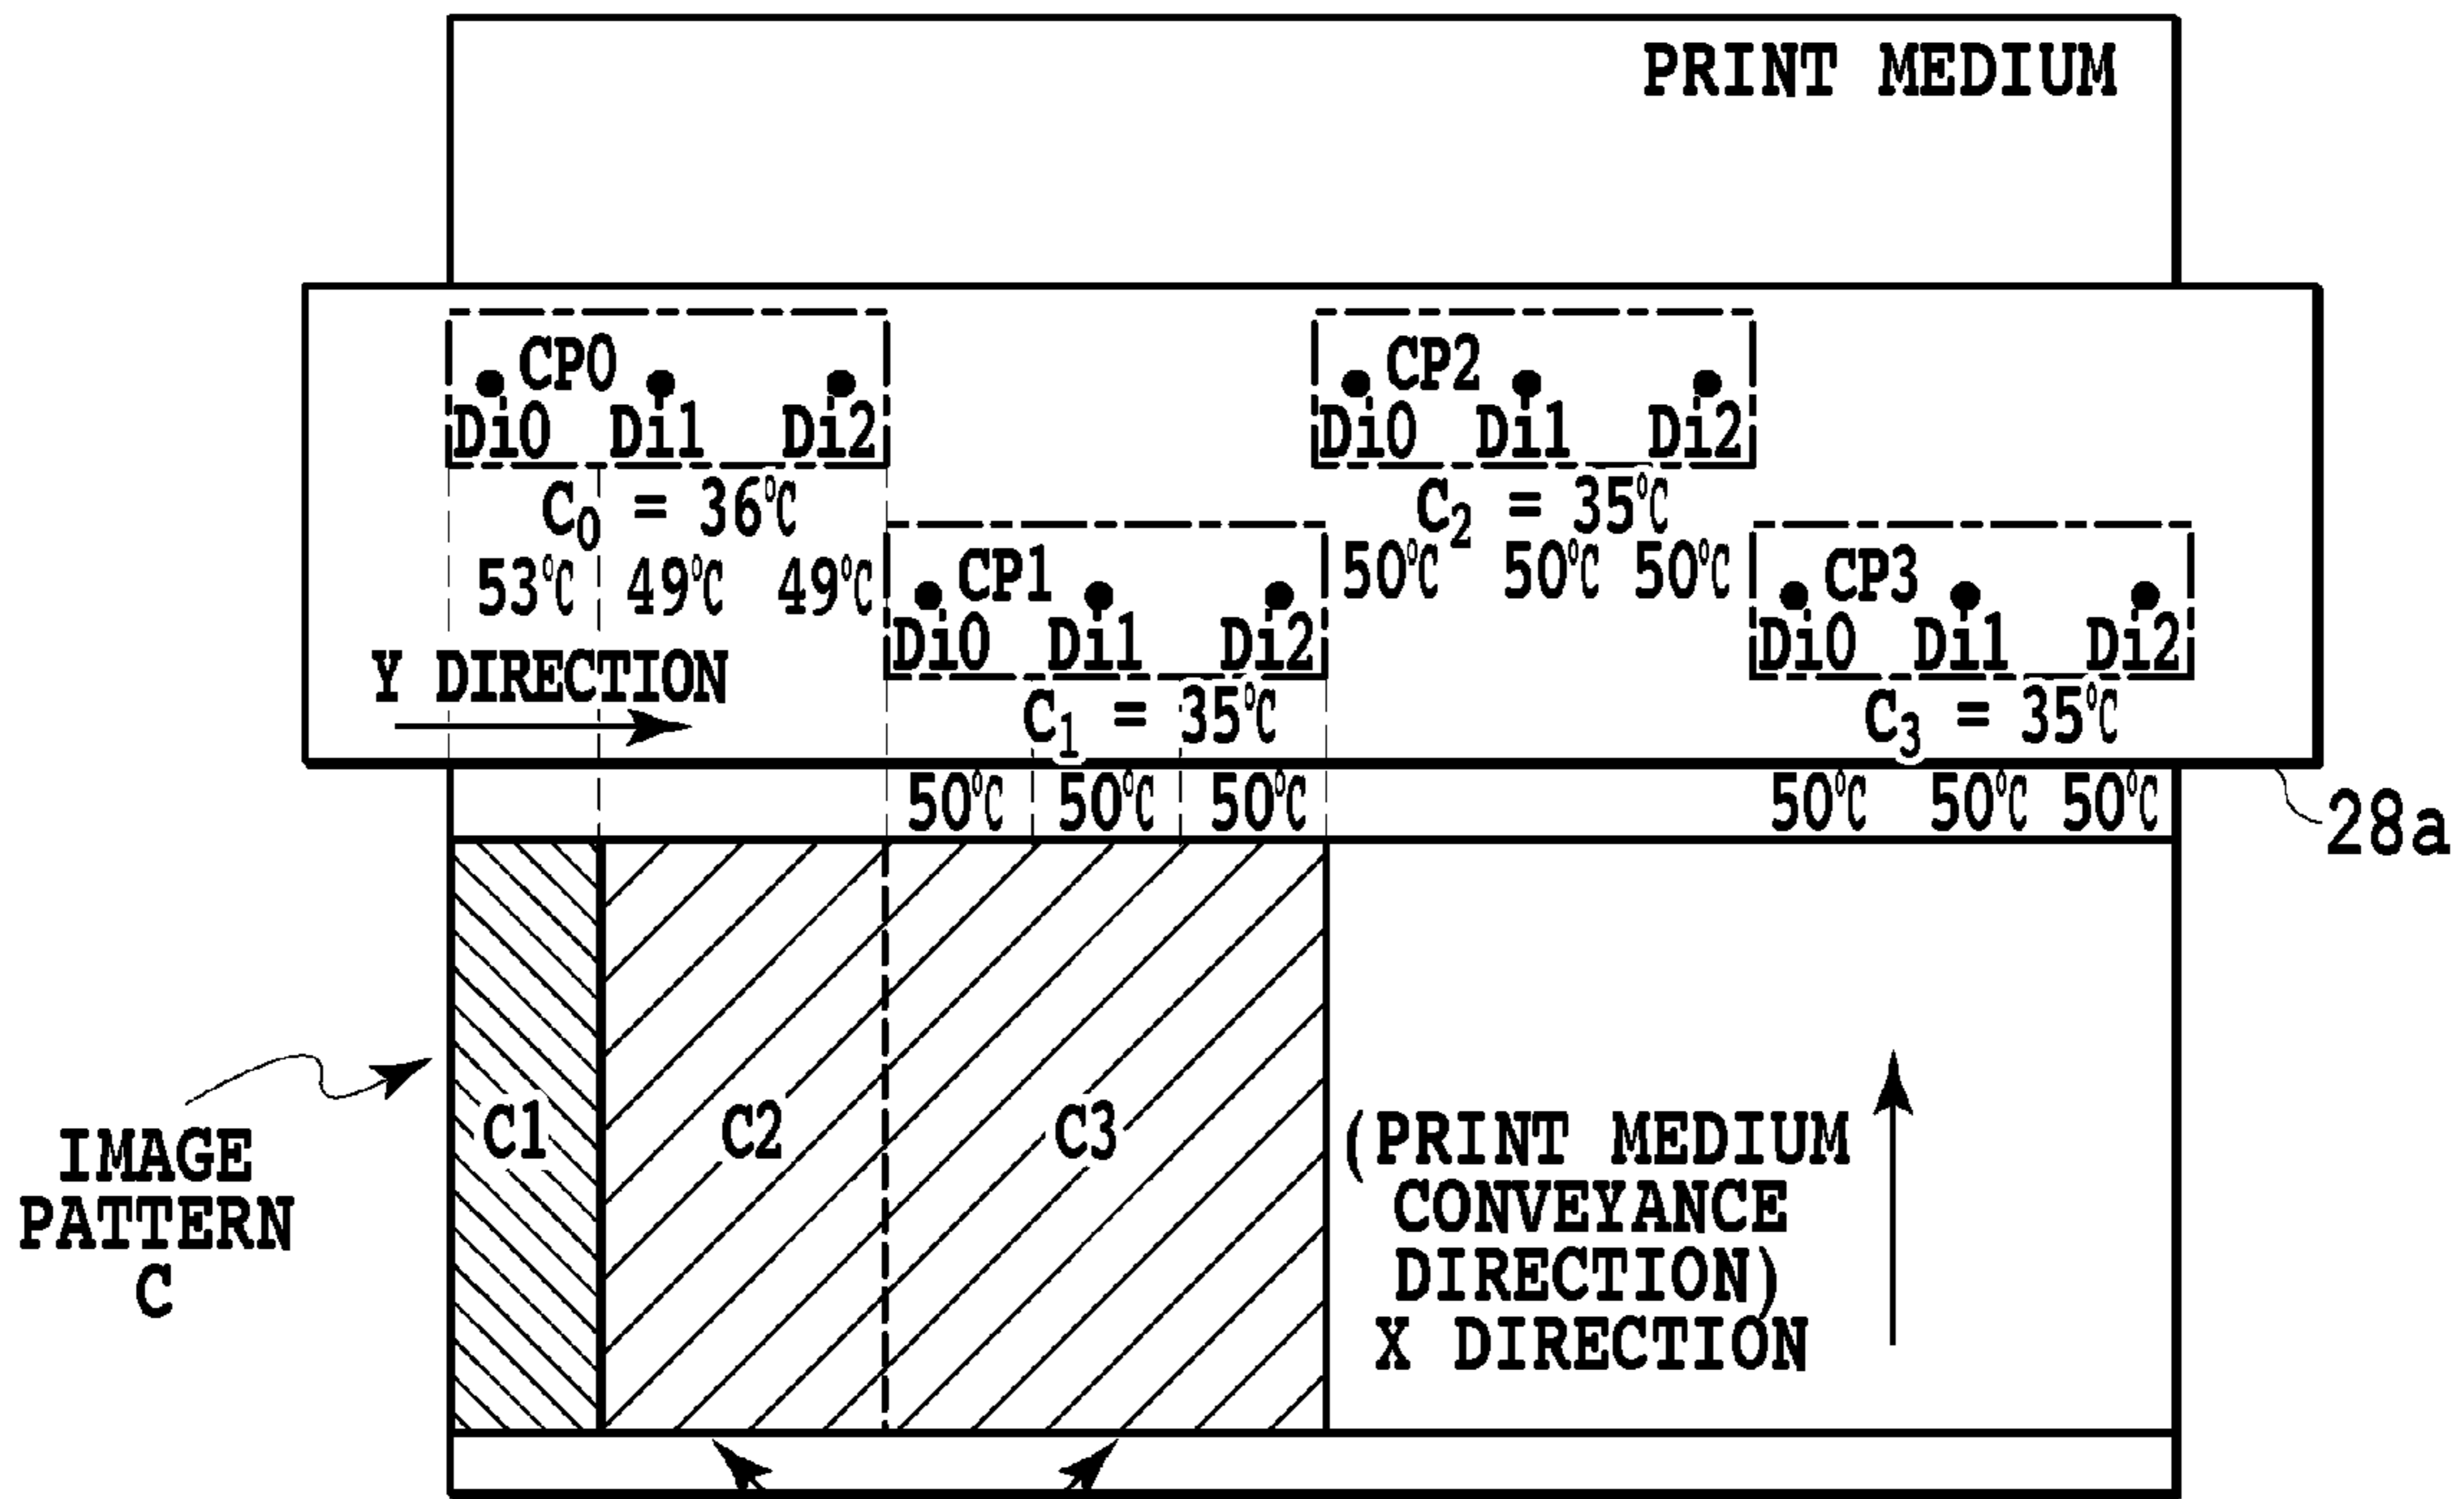 PRINT MEDIUM
CP0
Di0 Di1 Di2
C0 = 36℃
53℃ 49℃ 49℃
CP2
Di0 Di1 Di2
C2 = 35℃
50℃ 50℃ 50℃
CP1
Di0 Di1 Di2
C1 = 35℃
50℃ 50℃ 50℃
CP3
Di0 Di1 Di2
C3 = 35℃
50℃ 50℃ 50℃
Y DIRECTION
28a
C1 C2 C3
IMAGE
PATTERN
C
(PRINT MEDIUM
CONVEYANCE
DIRECTION)
X DIRECTION